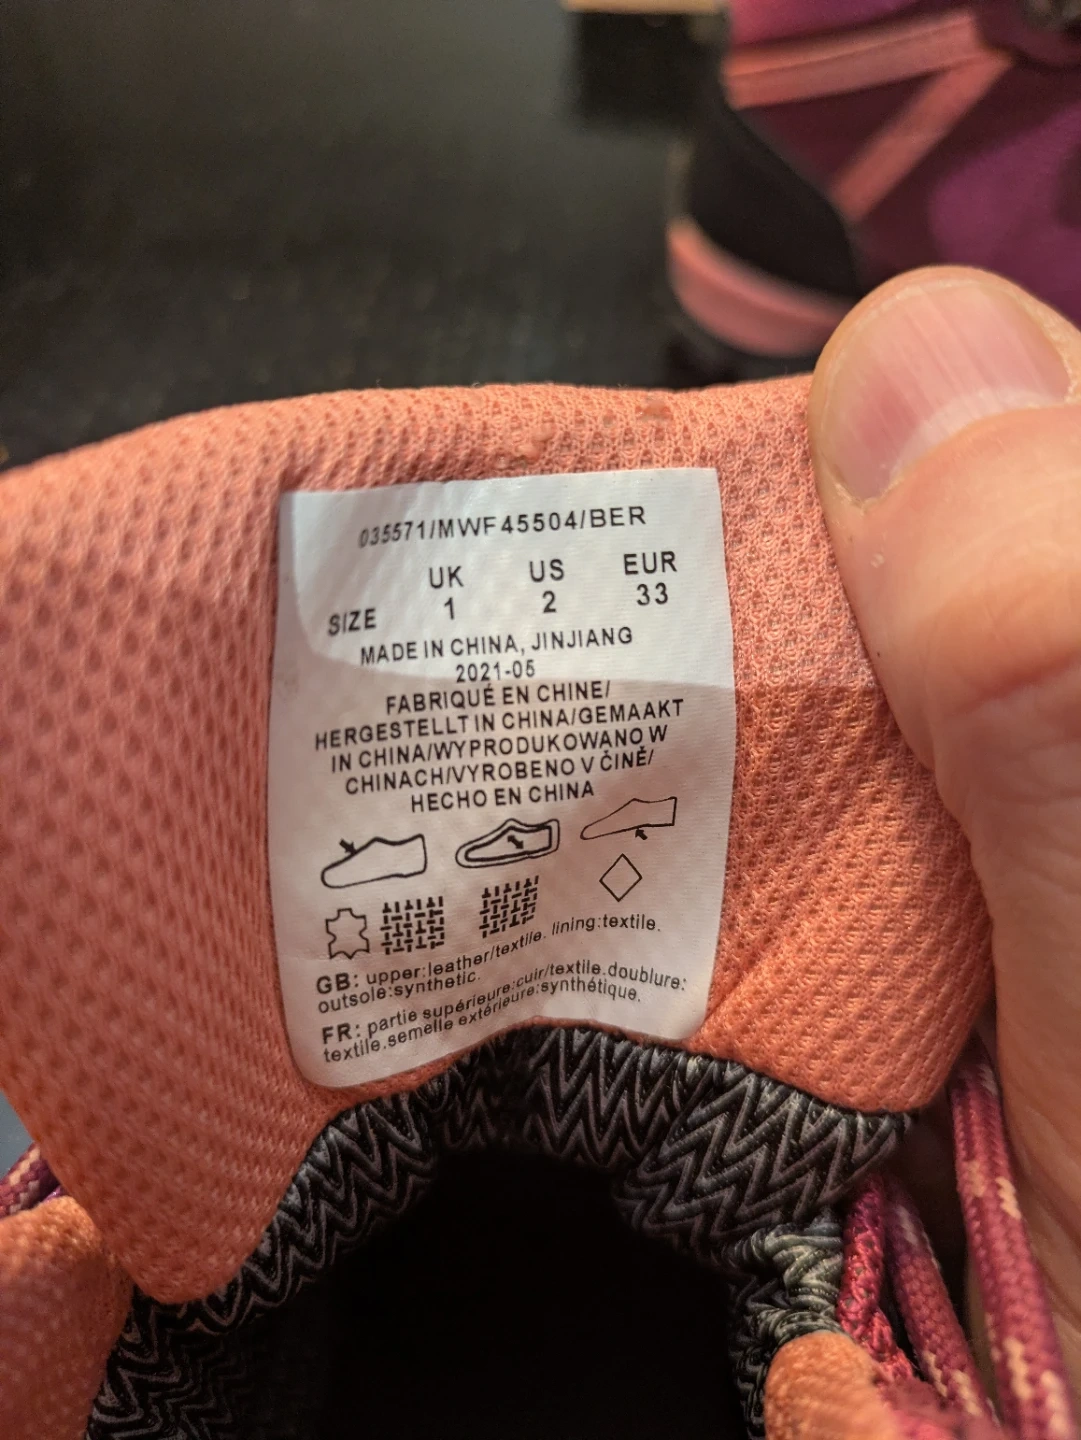 035571/MWF45504/BER
UK US EUR
SIZE 1 2 33
MADE IN CHINA, JINJIANG
2021-05
FABRIQUÉ EN CHINE/
HERGESTELLT IN CHINA/GEMAAKT
IN CHINA/WYPRODUKOWANO W
CHINACH/VYROBENO V ČINĚ/
HECHO EN CHINA
GB: upper:leather/textile. lining:textile.
outsole:synthetic.
FR: partie supérieure:cuir/textile.doublure:
textile.semelle extérieure:synthétique.